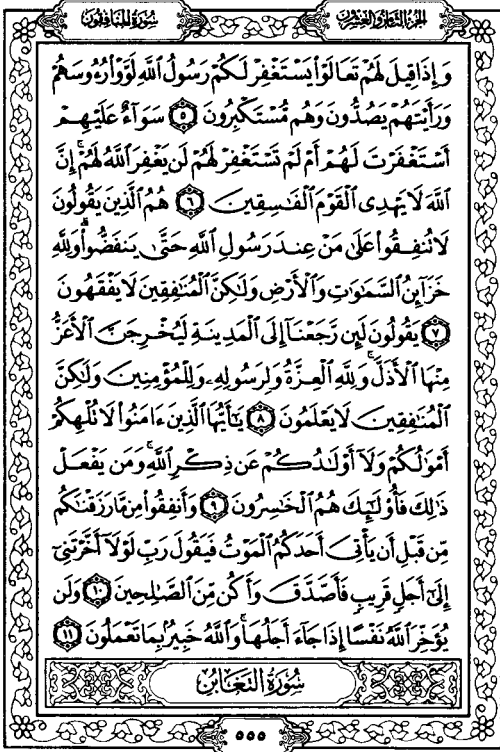 الجزء الثامن والعشرون
سورة المنافقون
وَإِذَا قِيلَ لَهُمْ تَعَالَوْا۟ يَسْتَغْفِرْ لَكُمْ رَسُولُ ٱللَّهِ لَوَّوْا۟ رُءُوسَهُمْ
وَرَأَيْتَهُمْ يَصُدُّونَ وَهُم مُّسْتَكْبِرُونَ ٥ سَوَآءٌ عَلَيْهِمْ
أَسْتَغْفَرْتَ لَهُمْ أَمْ لَمْ تَسْتَغْفِرْ لَهُمْ لَن يَغْفِرَ ٱللَّهُ لَهُمْ ۚ إِنَّ
ٱللَّهَ لَا يَهْدِى ٱلْقَوْمَ ٱلْفَـٰسِقِينَ ٦ هُمُ ٱلَّذِينَ يَقُولُونَ
لَا تُنفِقُوا۟ عَلَىٰ مَنْ عِندَ رَسُولِ ٱللَّهِ حَتَّىٰ يَنفَضُّوا۟ ۗ وَلِلَّهِ
خَزَآئِنُ ٱلسَّمَـٰوَٰتِ وَٱلْأَرْضِ وَلَـٰكِنَّ ٱلْمُنَـٰفِقِينَ لَا يَفْقَهُونَ
٧ يَقُولُونَ لَئِن رَّجَعْنَآ إِلَى ٱلْمَدِينَةِ لَيُخْرِجَنَّ ٱلْأَعَزُّ
مِنْهَا ٱلْأَذَلَّ ۚ وَلِلَّهِ ٱلْعِزَّةُ وَلِرَسُولِهِۦ وَلِلْمُؤْمِنِينَ وَلَـٰكِنَّ
ٱلْمُنَـٰفِقِينَ لَا يَعْلَمُونَ ٨ يَـٰٓأَيُّهَا ٱلَّذِينَ ءَامَنُوا۟ لَا تُلْهِكُمْ
أَمْوَٰلُكُمْ وَلَآ أَوْلَـٰدُكُمْ عَن ذِكْرِ ٱللَّهِ ۚ وَمَن يَفْعَلْ
ذَٰلِكَ فَأُو۟لَـٰٓئِكَ هُمُ ٱلْخَـٰسِرُونَ ٩ وَأَنفِقُوا۟ مِن مَّا رَزَقْنَـٰكُم
مِّن قَبْلِ أَن يَأْتِىَ أَحَدَكُمُ ٱلْمَوْتُ فَيَقُولَ رَبِّ لَوْلَآ أَخَّرْتَنِىٓ
إِلَىٰٓ أَجَلٍ قَرِيبٍ فَأَصَّدَّقَ وَأَكُن مِّنَ ٱلصَّـٰلِحِينَ ١٠ وَلَن
يُؤَخِّرَ ٱللَّهُ نَفْسًا إِذَا جَآءَ أَجَلُهَا ۚ وَٱللَّهُ خَبِيرٌۢ بِمَا تَعْمَلُونَ ١١
سُورَةُ التَّغَابُنِ
٥٥٥